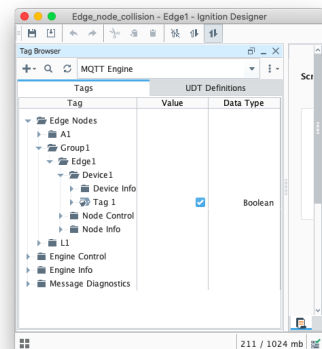 Edge_node_collision - Edge1 - Ignition Designer
Tag Browser
MQTT Engine
Tags UDT Definitions
Tag Value Data Type
Edge Nodes
A1
Group1
Edge1
Device1
Device Info
Tag 1 Boolean
Node Control
Node Info
L1
Engine Control
Engine Info
Message Diagnostics
Scr
211 / 1024 mb